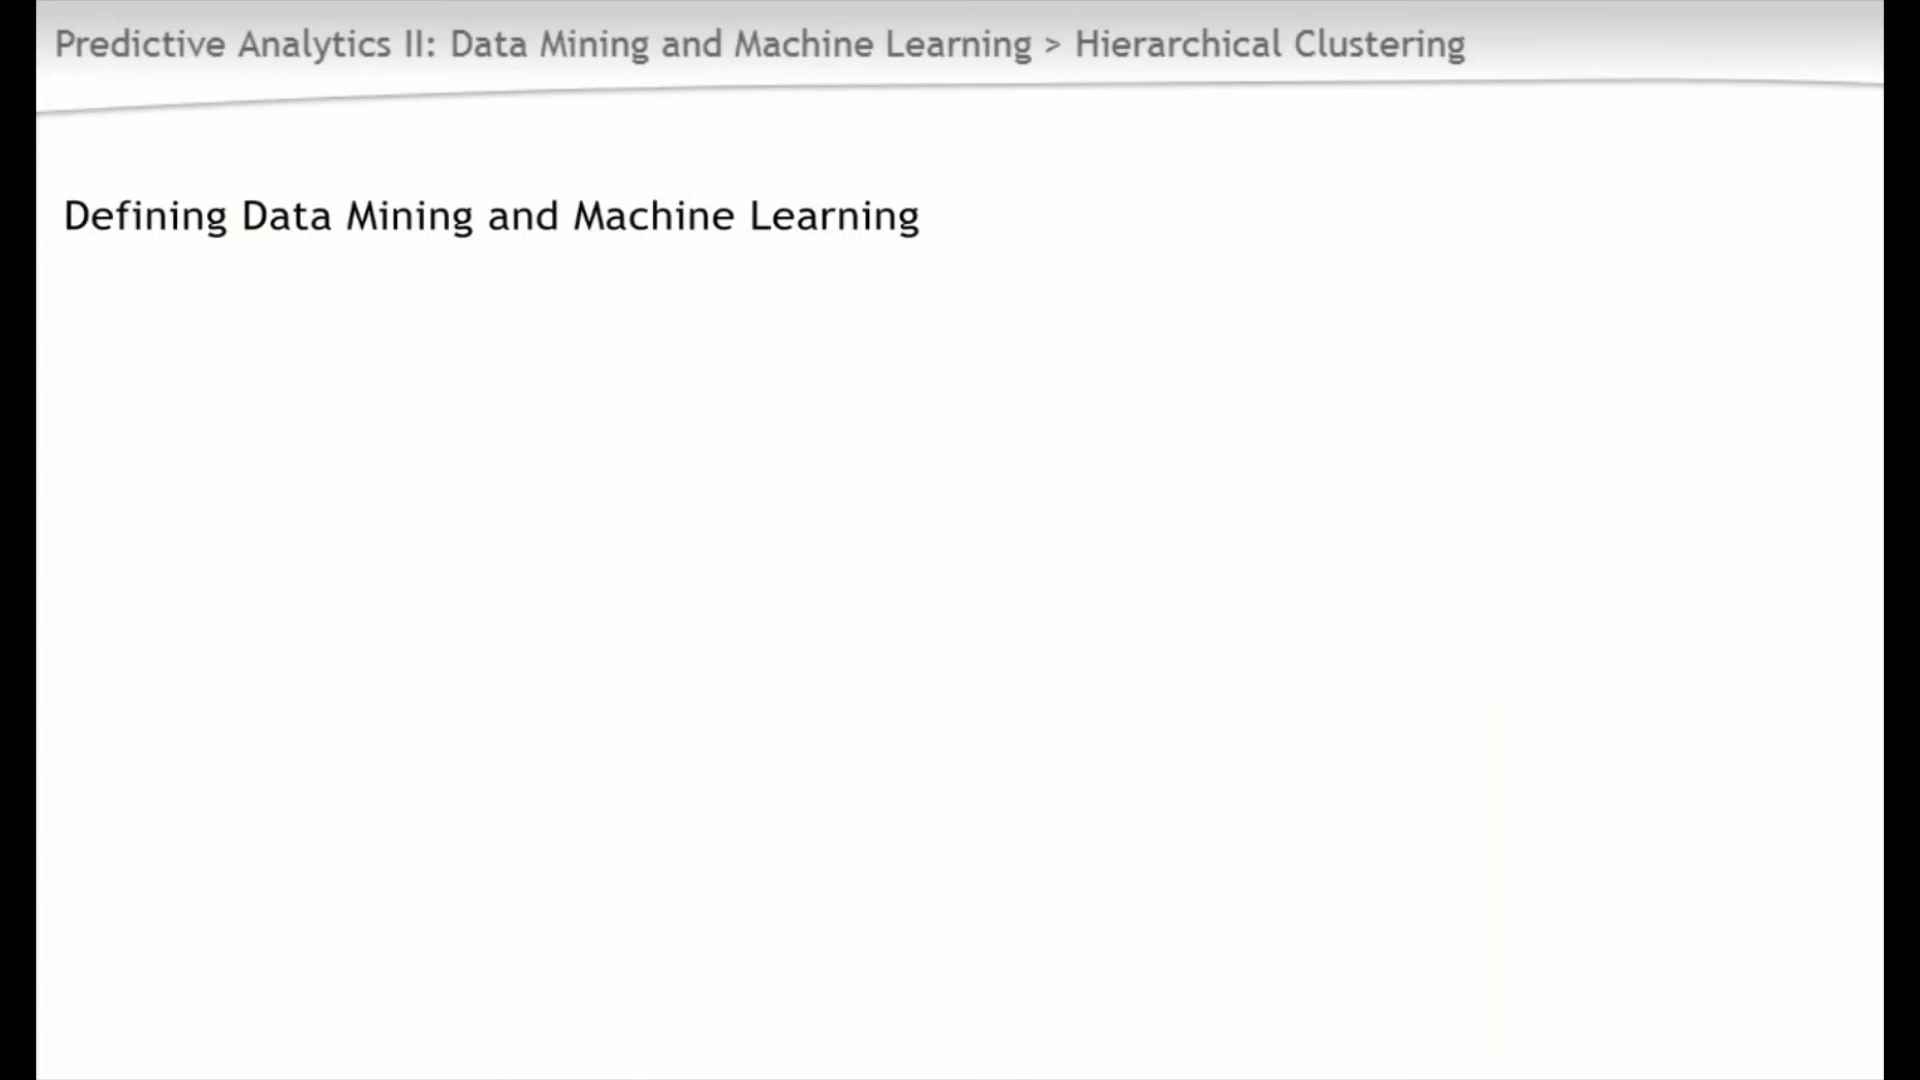 Predictive Analytics II: Data Mining and Machine Learning > Hierarchical Clustering
Defining Data Mining and Machine Learning